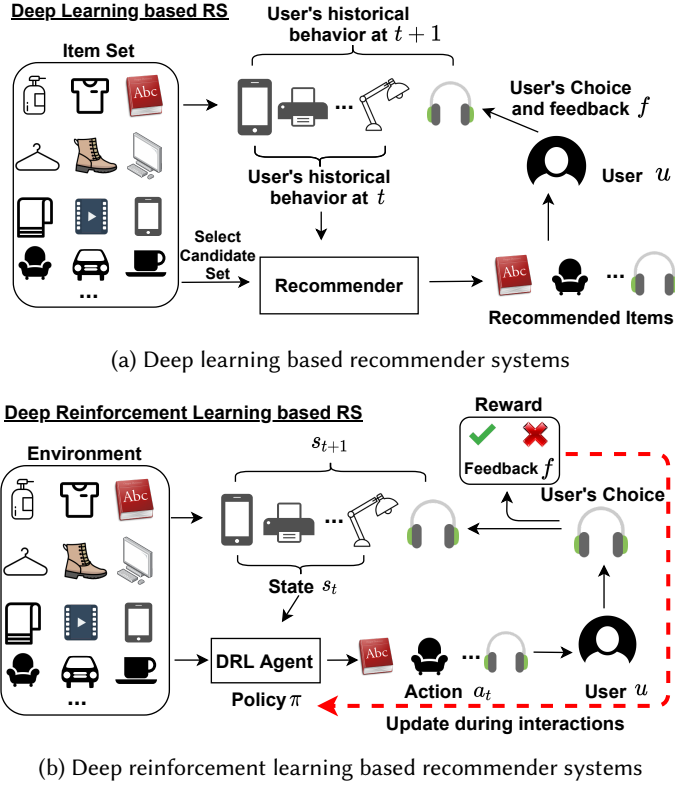 Deep Learning based RS
User's historical
behavior at t + 1
Item Set
Abc
...
User's Choice
and feedback f
User's historical
behavior at t
User u
Select
Candidate
Set
Recommender
Abc
...
...
Recommended Items
(a) Deep learning based recommender systems
Deep Reinforcement Learning based RS
Reward
Feedback f
Environment
s_{t+1}
User's Choice
Abc
...
State s_t
DRL Agent
Abc
...
Policy π
Action a_t
User u
...
Update during interactions
(b) Deep reinforcement learning based recommender systems